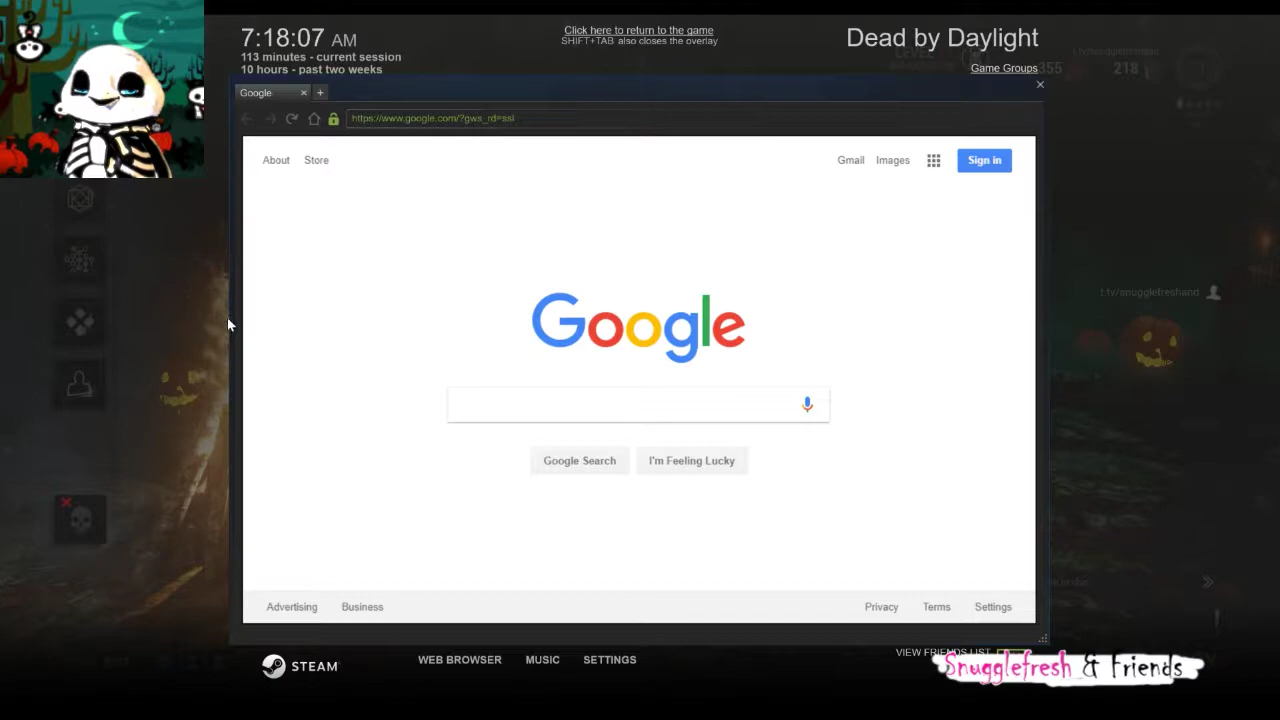 7:18:07 AM
113 minutes - current session
10 hours - past two weeks
Click here to return to the game
SHIFT+TAB also closes the overlay
Dead by Daylight
Game Groups
355
218
Google
https://www.google.com/?gws_rd=ssl
About Store
Gmail Images Sign in
t.tv/snugglefreshand
Google
Google Search I'm Feeling Lucky
Advertising Business
Privacy Terms Settings
STEAM
WEB BROWSER MUSIC SETTINGS
VIEW FRIENDS LIST
Snugglefresh & Friends